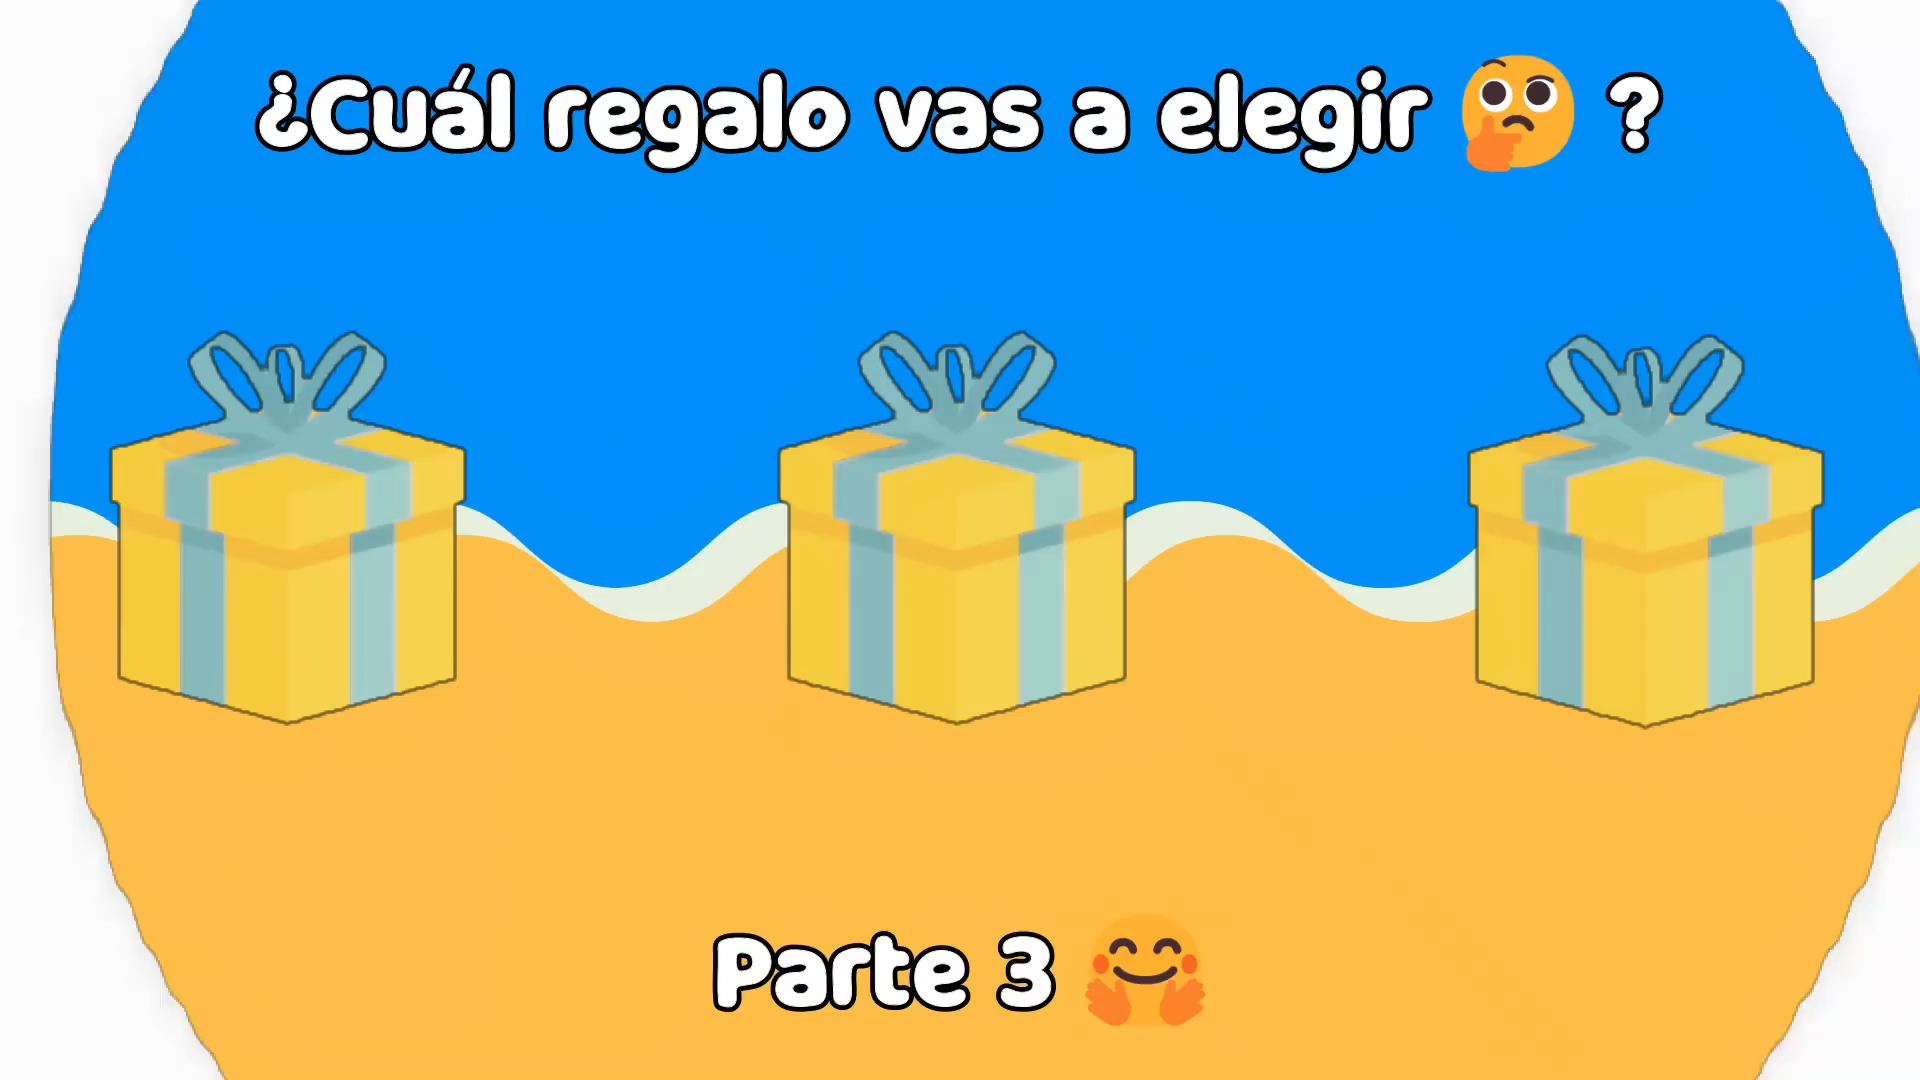 ¿Cuál regalo vas a elegir 🤔 ?
Parte 3 🤗